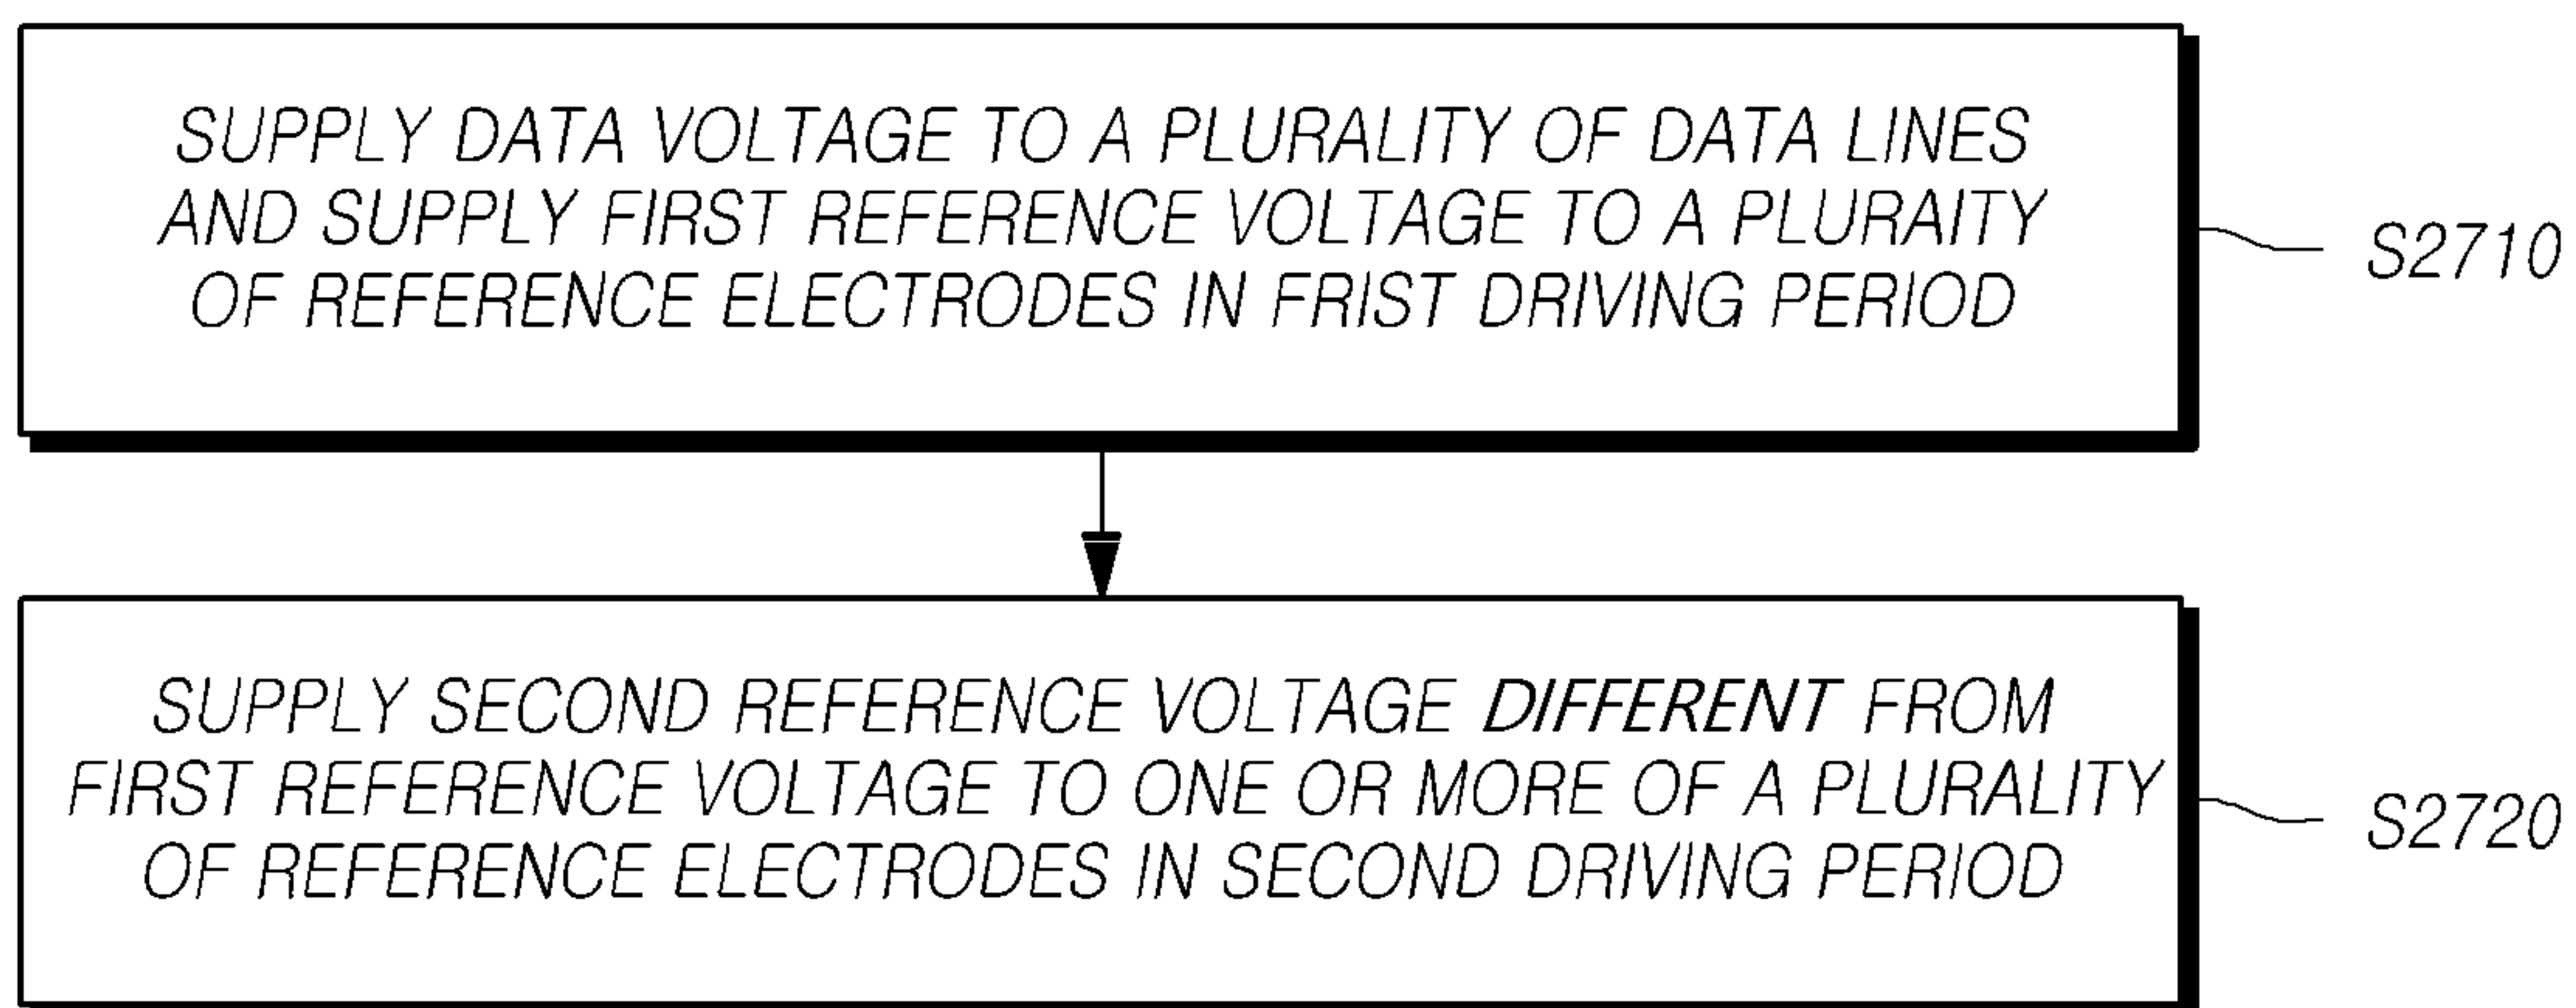 SUPPLY DATA VOLTAGE TO A PLURALITY OF DATA LINES
AND SUPPLY FIRST REFERENCE VOLTAGE TO A PLURAITY
OF REFERENCE ELECTRODES IN FRIST DRIVING PERIOD
S2710
SUPPLY SECOND REFERENCE VOLTAGE DIFFERENT FROM
FIRST REFERENCE VOLTAGE TO ONE OR MORE OF A PLURALITY
OF REFERENCE ELECTRODES IN SECOND DRIVING PERIOD
S2720